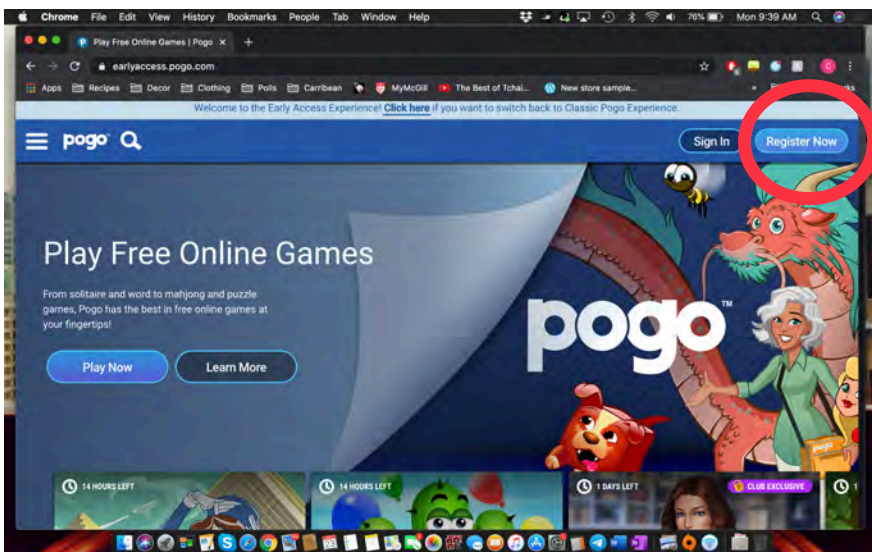 Chrome File Edit View History Bookmarks People Tab Window Help 76% Mon 9:39 AM
Play Free Online Games | Pogo
earlyaccess.pogo.com
Apps Recipes Decor Clothing Polls Carribean MyMcGill The Best of Tchai... New store sample...
Welcome to the Early Access Experience! Click here if you want to switch back to Classic Pogo Experience.
pogo Sign In Register Now
Play Free Online Games
From solitaire and word to mahjong and puzzle
games, Pogo has the best in free online games at
your fingertips!
pogo™
Play Now Learn More
pogo
14 HOURS LEFT 14 HOURS LEFT 1 DAYS LEFT CLUB EXCLUSIVE 1